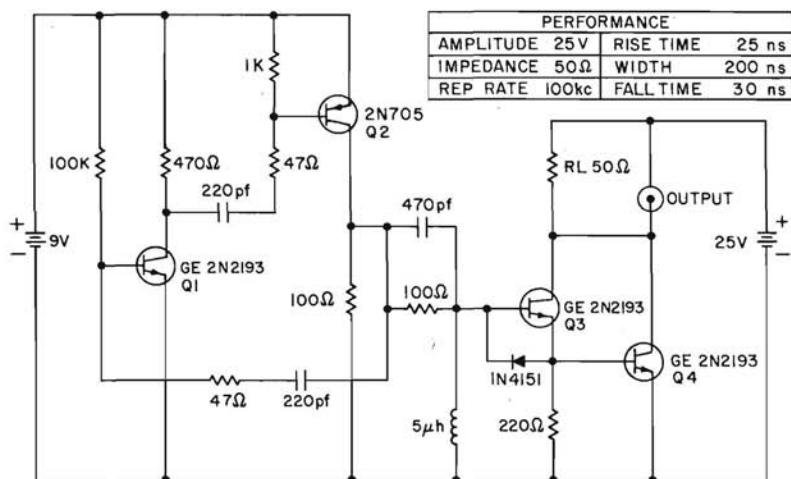 PERFORMANCE
AMPLITUDE 25V RISE TIME 25 ns
IMPEDANCE 50Ω WIDTH 200 ns
REP RATE 100kc FALL TIME 30 ns
1K
2N705
Q2
100K
470Ω
47Ω
220pf
RL 50Ω
OUTPUT
470pf
+
−
9V
+
−
25V
GE 2N2193
Q1
100Ω
100Ω
GE 2N2193
Q3
1N4151
GE 2N2193
Q4
47Ω
220pf
5μh
220Ω